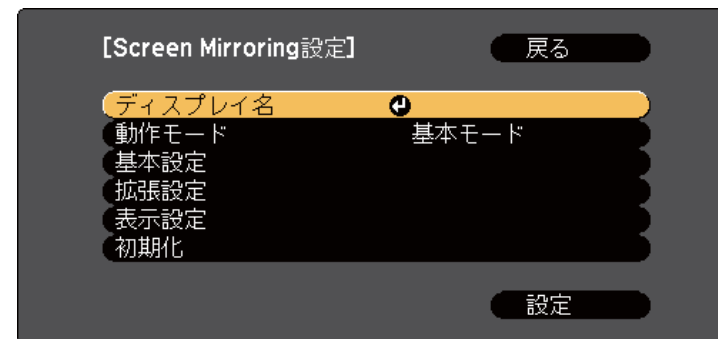 [Screen Mirroring設定] 戻る
ディスプレイ名
動作モード 基本モード
基本設定
拡張設定
表示設定
初期化
設定